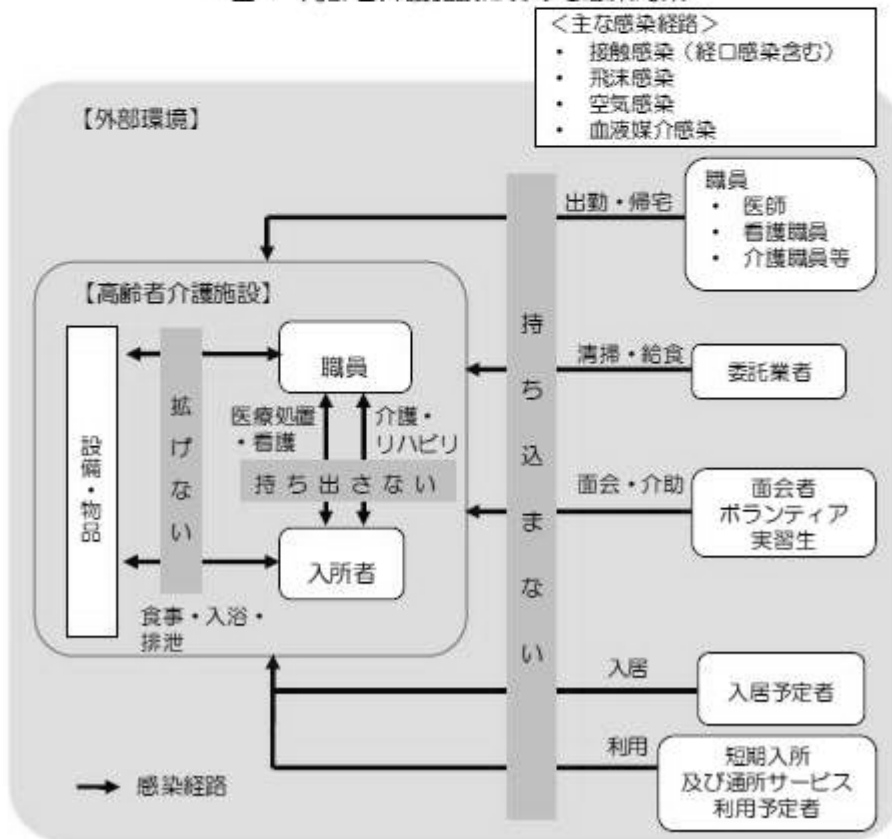 ＜主な感染経路＞
・ 接触感染（経口感染含む）
・ 飛沫感染
・ 空気感染
・ 血液媒介感染
【外部環境】
出勤・帰宅
職員
・ 医師
・ 看護職員
・ 介護職員等
【高齢者介護施設】
設備・物品
拡げない
職員
医療処置
・看護
介護・
リハビリ
持ち出さない
入所者
食事・入浴・
排泄
持ち込まない
清掃・給食
委託業者
面会・介助
面会者
ボランティア
実習生
入居
入居予定者
利用
短期入所
及び通所サービス
利用予定者
感染経路